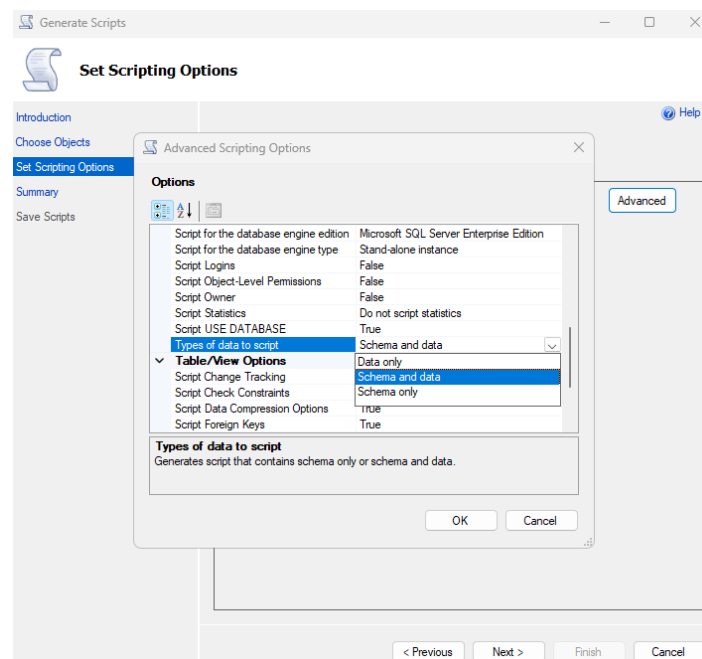 Generate Scripts
Set Scripting Options
Introduction
Choose Objects
Set Scripting Options
Summary
Save Scripts
Help
Advanced
Advanced Scripting Options
Options
Script for the database engine edition Microsoft SQL Server Enterprise Edition
Script for the database engine type Stand-alone instance
Script Logins False
Script Object-Level Permissions False
Script Owner False
Script Statistics Do not script statistics
Script USE DATABASE True
Types of data to script Schema and data
Table/View Options
Data only
Script Change Tracking
Schema and data
Script Check Constraints
Schema only
Script Data Compression Options True
Script Foreign Keys True
Types of data to script
Generates script that contains schema only or schema and data.
OK Cancel
< Previous Next > Finish Cancel